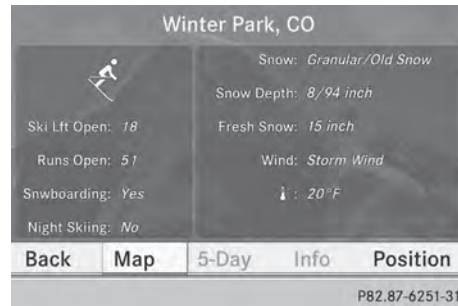 Winter Park, CO
Ski Lft Open: 18
Runs Open: 51
Snwboarding: Yes
Night Skiing: No
Snow: Granular/Old Snow
Snow Depth: 8/94 inch
Fresh Snow: 15 inch
Wind: Storm Wind
: 20°F
Back Map 5-Day Info Position
P82.87-6251-31